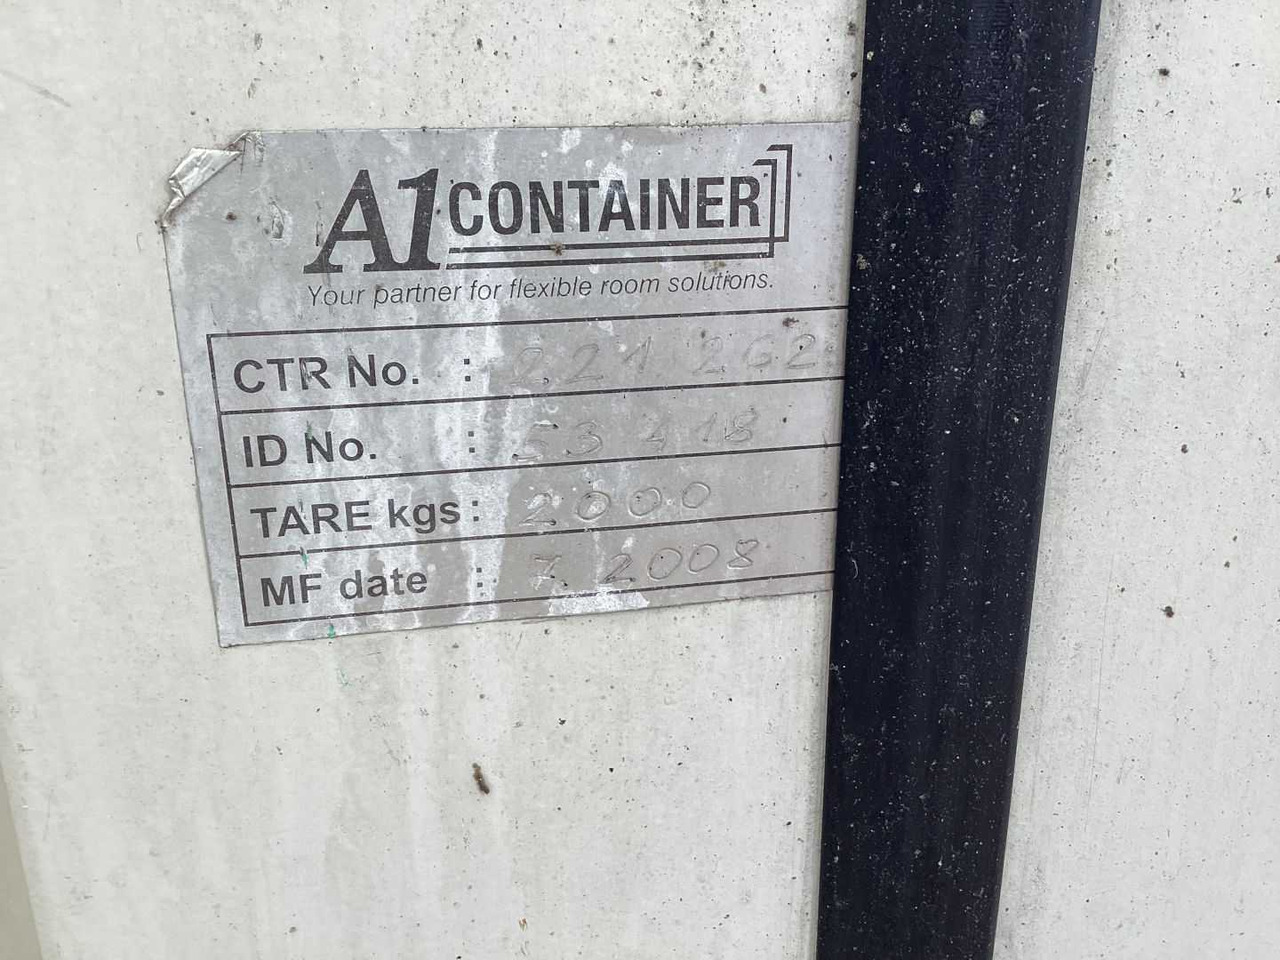 A1 CONTAINER
Your partner for flexible room solutions.
CTR No. : 221 262
ID No. : 53 418
TARE kgs : 2000
MF date : 7. 2008